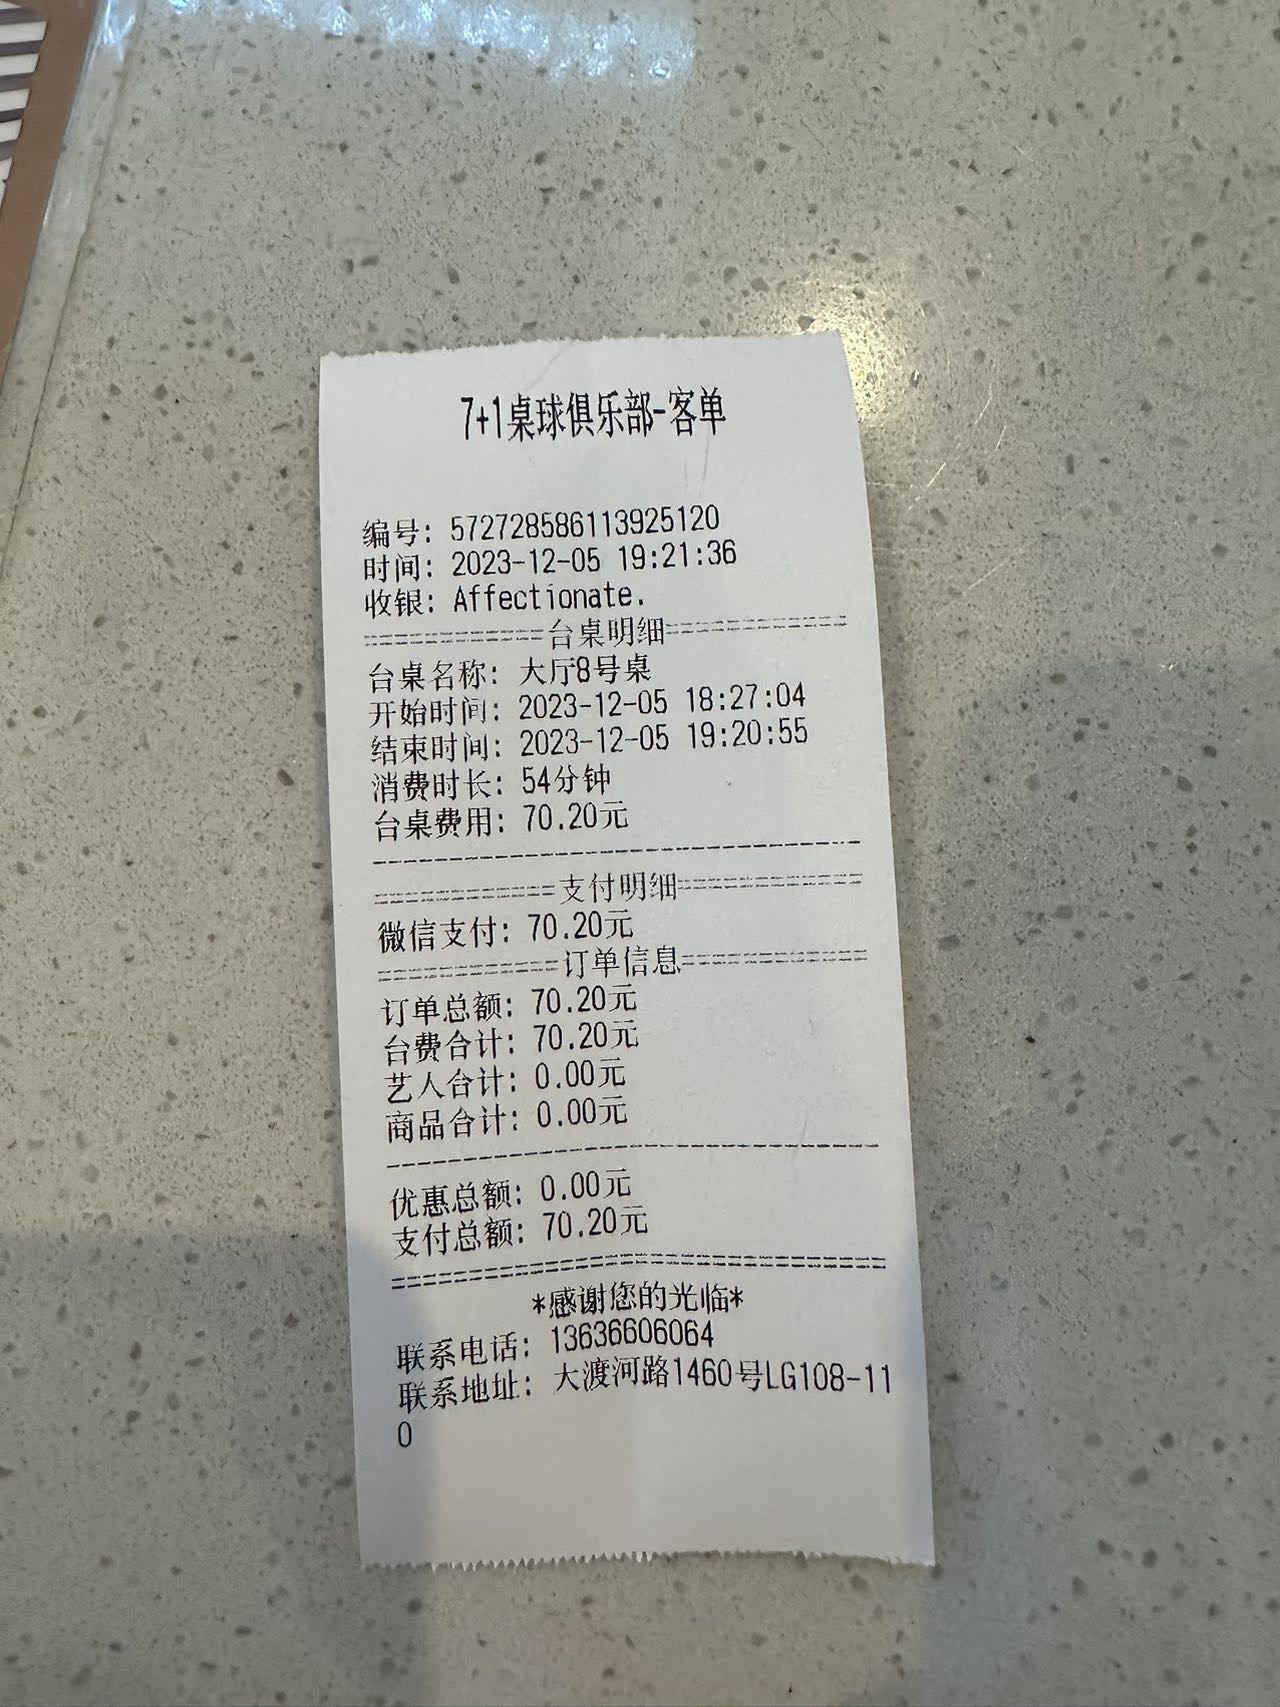 7+1桌球俱乐部-客单
编号: 572728586113925120
时间: 2023-12-05 19:21:36
收银: Affectionate.
==================台桌明细==================
台桌名称: 大厅8号桌
开始时间: 2023-12-05 18:27:04
结束时间: 2023-12-05 19:20:55
消费时长: 54分钟
台桌费用: 70.20元
--------------------------------
==================支付明细==================
微信支付: 70.20元
==================订单信息==================
订单总额: 70.20元
台费合计: 70.20元
艺人合计: 0.00元
商品合计: 0.00元
--------------------------------
优惠总额: 0.00元
支付总额: 70.20元
================================
*感谢您的光临*
联系电话: 13636606064
联系地址: 大渡河路1460号LG108-11
0